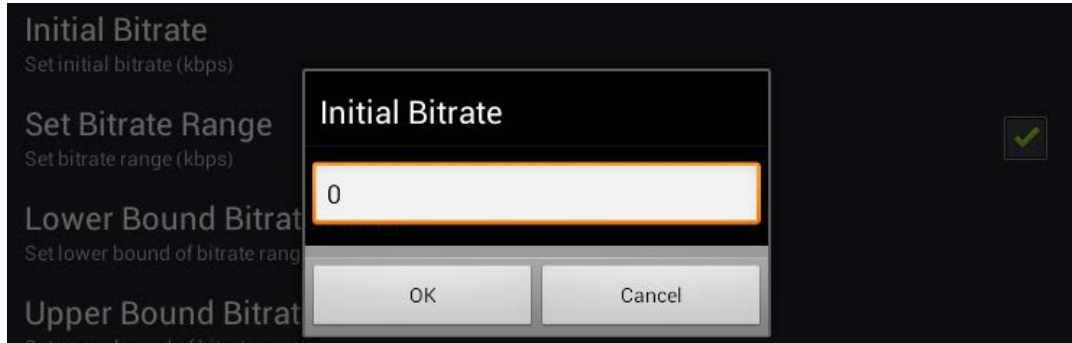 Initial Bitrate
Set initial bitrate (kbps)
Set Bitrate Range
Set bitrate range (kbps)
Lower Bound Bitrat
Set lower bound of bitrate rang
Upper Bound Bitrat
Initial Bitrate
0
OK
Cancel